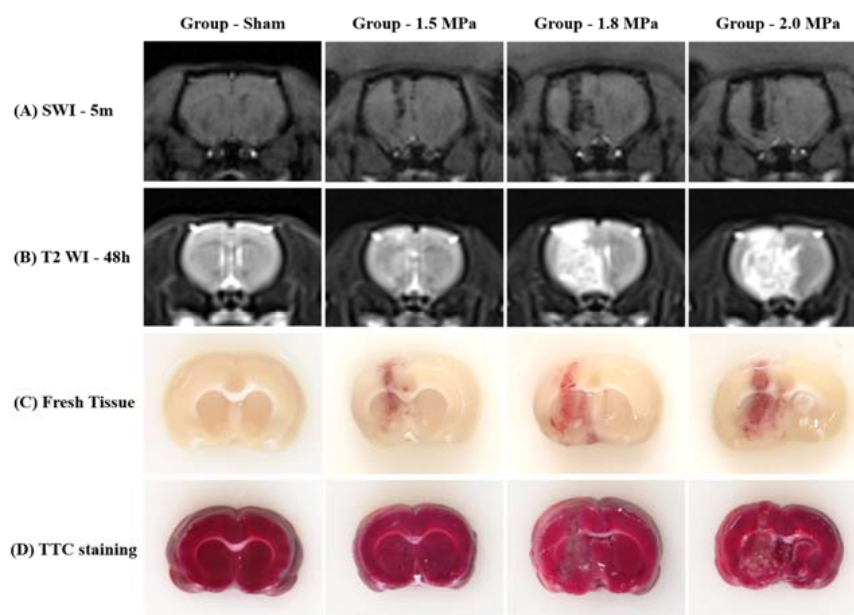 Group - Sham Group - 1.5 MPa Group - 1.8 MPa Group - 2.0 MPa
(A) SWI - 5m
(B) T2 WI - 48h
(C) Fresh Tissue
(D) TTC staining